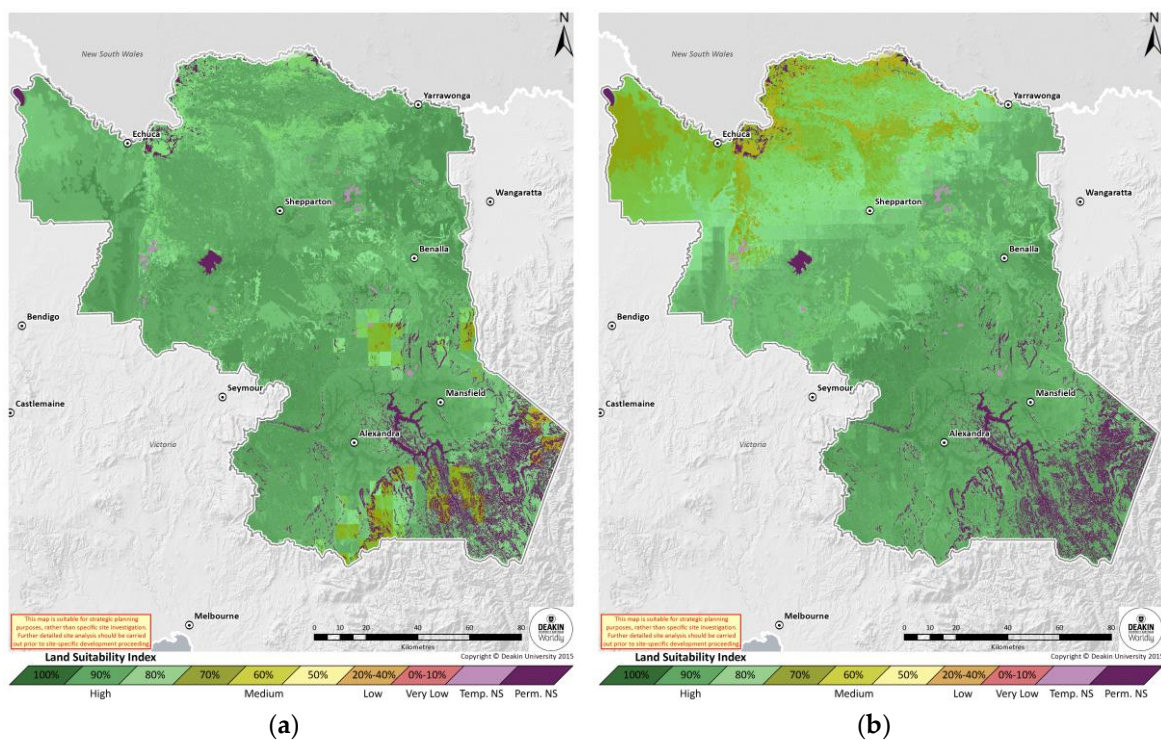 N
New South Wales
Yarrawonga
Echuca
Wangaratta
Shepparton
Benalla
Bendigo
Seymour
Mansfield
Castlemaine
Alexandra
Victoria
Melbourne
This map is suitable for strategic planning
purposes, rather than specific site investigation.
Further detailed site analysis should be carried
out prior to site-specific development proceeding.
0 20 40 60 80
Kilometres
DEAKIN
Worldly
Land Suitability Index
Copyright © Deakin University 2015
100% 90% 80% 70% 60% 50% 20%-40% 0%-10%
High Medium Low Very Low Temp. NS Perm. NS
(a)
N
New South Wales
Yarrawonga
Echuca
Wangaratta
Shepparton
Benalla
Bendigo
Seymour
Mansfield
Castlemaine
Alexandra
Victoria
Melbourne
This map is suitable for strategic planning
purposes, rather than specific site investigation.
Further detailed site analysis should be carried
out prior to site-specific development proceeding.
0 20 40 60 80
Kilometres
DEAKIN
Worldly
Land Suitability Index
Copyright © Deakin University 2015
100% 90% 80% 70% 60% 50% 20%-40% 0%-10%
High Medium Low Very Low Temp. NS Perm. NS
(b)